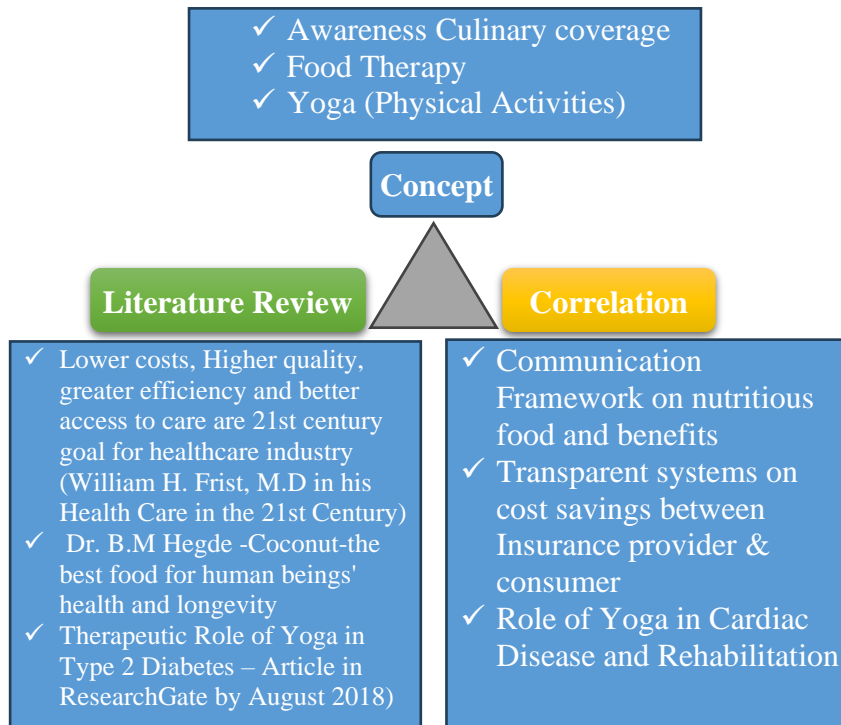 ✓ Awareness Culinary coverage
✓ Food Therapy
✓ Yoga (Physical Activities)
Concept
Literature Review
✓ Lower costs, Higher quality,
greater efficiency and better
access to care are 21st century
goal for healthcare industry
(William H. Frist, M.D in his
Health Care in the 21st Century)
✓ Dr. B.M Hegde -Coconut-the
best food for human beings'
health and longevity
✓ Therapeutic Role of Yoga in
Type 2 Diabetes – Article in
ResearchGate by August 2018)
Correlation
✓ Communication
Framework on nutritious
food and benefits
✓ Transparent systems on
cost savings between
Insurance provider &
consumer
✓ Role of Yoga in Cardiac
Disease and Rehabilitation